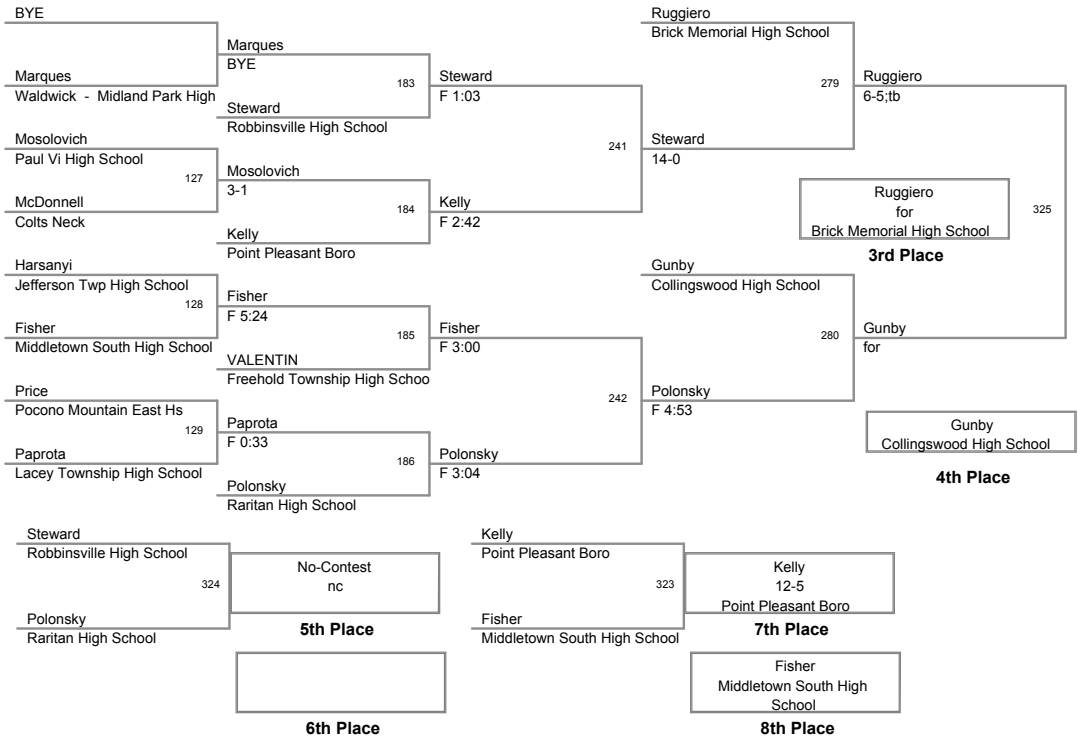 BYE
Marques
Waldwick - Midland Park High
Marques
BYE
183
Steward
Robbinsville High School
Steward
F 1:03
Mosolovich
Paul Vi High School
127
McDonnell
Colts Neck
Mosolovich
3-1
184
Kelly
Point Pleasant Boro
Kelly
F 2:42
241
Steward
14-0
Ruggiero
Brick Memorial High School
279
Ruggiero
6-5;tb
Harsanyi
Jefferson Twp High School
128
Fisher
Middletown South High School
Fisher
F 5:24
185
VALENTIN
Freehold Township High Schoo
Fisher
F 3:00
Price
Pocono Mountain East Hs
129
Paprota
Lacey Township High School
Paprota
F 0:33
186
Polonsky
Raritan High School
Polonsky
F 3:04
242
Polonsky
F 4:53
Gunby
Collingswood High School
280
Gunby
for
325
Ruggiero
for
Brick Memorial High School
3rd Place
Gunby
Collingswood High School
4th Place
Steward
Robbinsville High School
324
Polonsky
Raritan High School
No-Contest
nc
5th Place
6th Place
Kelly
Point Pleasant Boro
323
Fisher
Middletown South High School
Kelly
12-5
Point Pleasant Boro
7th Place
Fisher
Middletown South High
School
8th Place